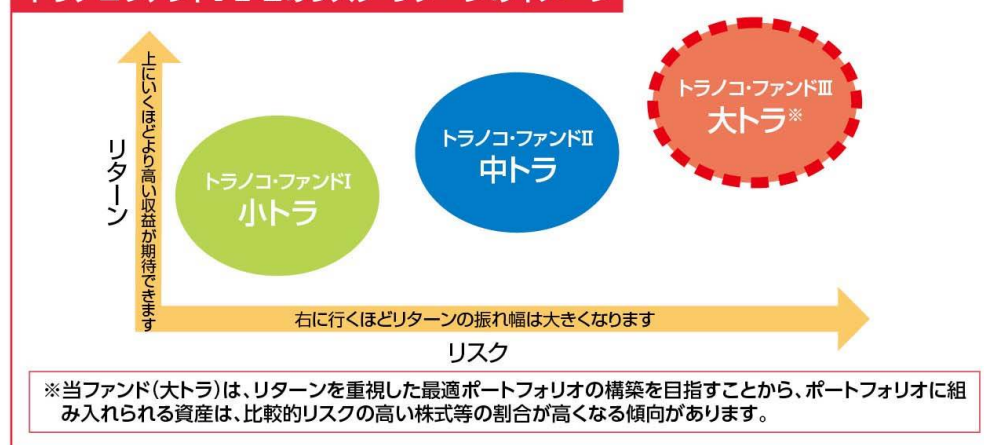 上にいくほどより高い収益が期待できます
リターン
トラノコ・ファンドⅠ
小トラ
トラノコ・ファンドⅡ
中トラ
トラノコ・ファンドⅢ
大トラ※
右に行くほどリターンの振れ幅は大きくなります
リスク
※当ファンド(大トラ)は、リターンを重視した最適ポートフォリオの構築を目指すことから、ポートフォリオに組
み入れられる資産は、比較的リスクの高い株式等の割合が高くなる傾向があります。